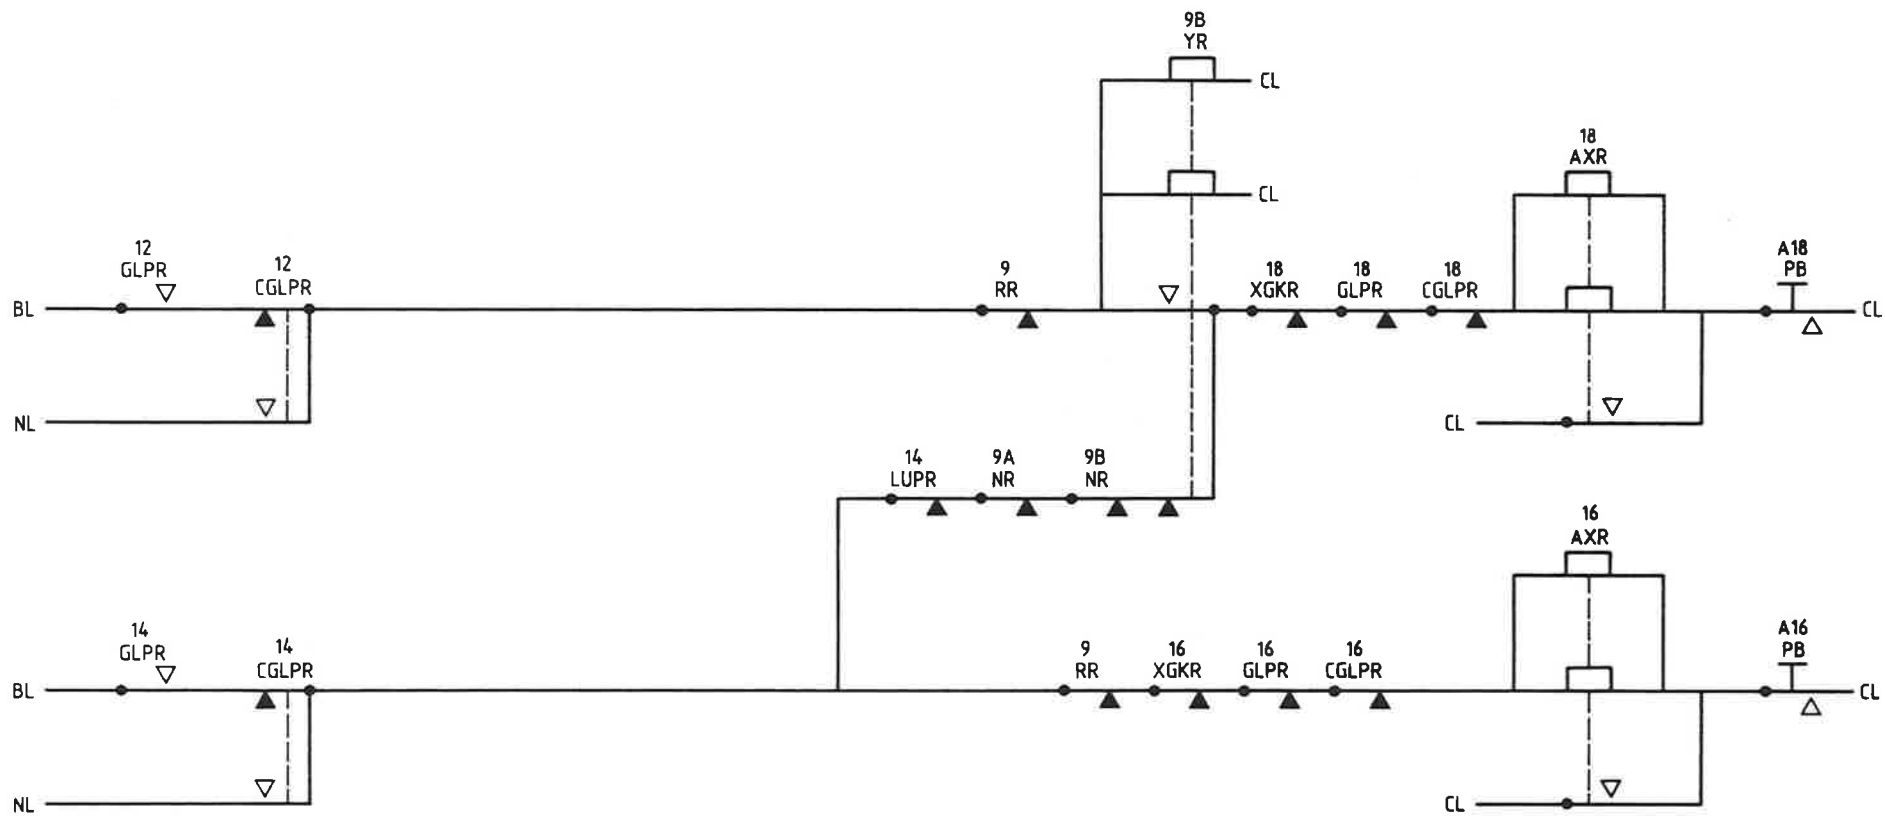 9B
YR
CL
CL
18
AXR
12
GLPR
12
CGLPR
9
RR
18
XGKR
18
GLPR
18
CGLPR
A18
PB
BL
CL
NL
CL
14
LUPR
9A
NR
9B
NR
16
AXR
14
GLPR
14
CGLPR
9
RR
16
XGKR
16
GLPR
16
CGLPR
A16
PB
BL
CL
NL
CL